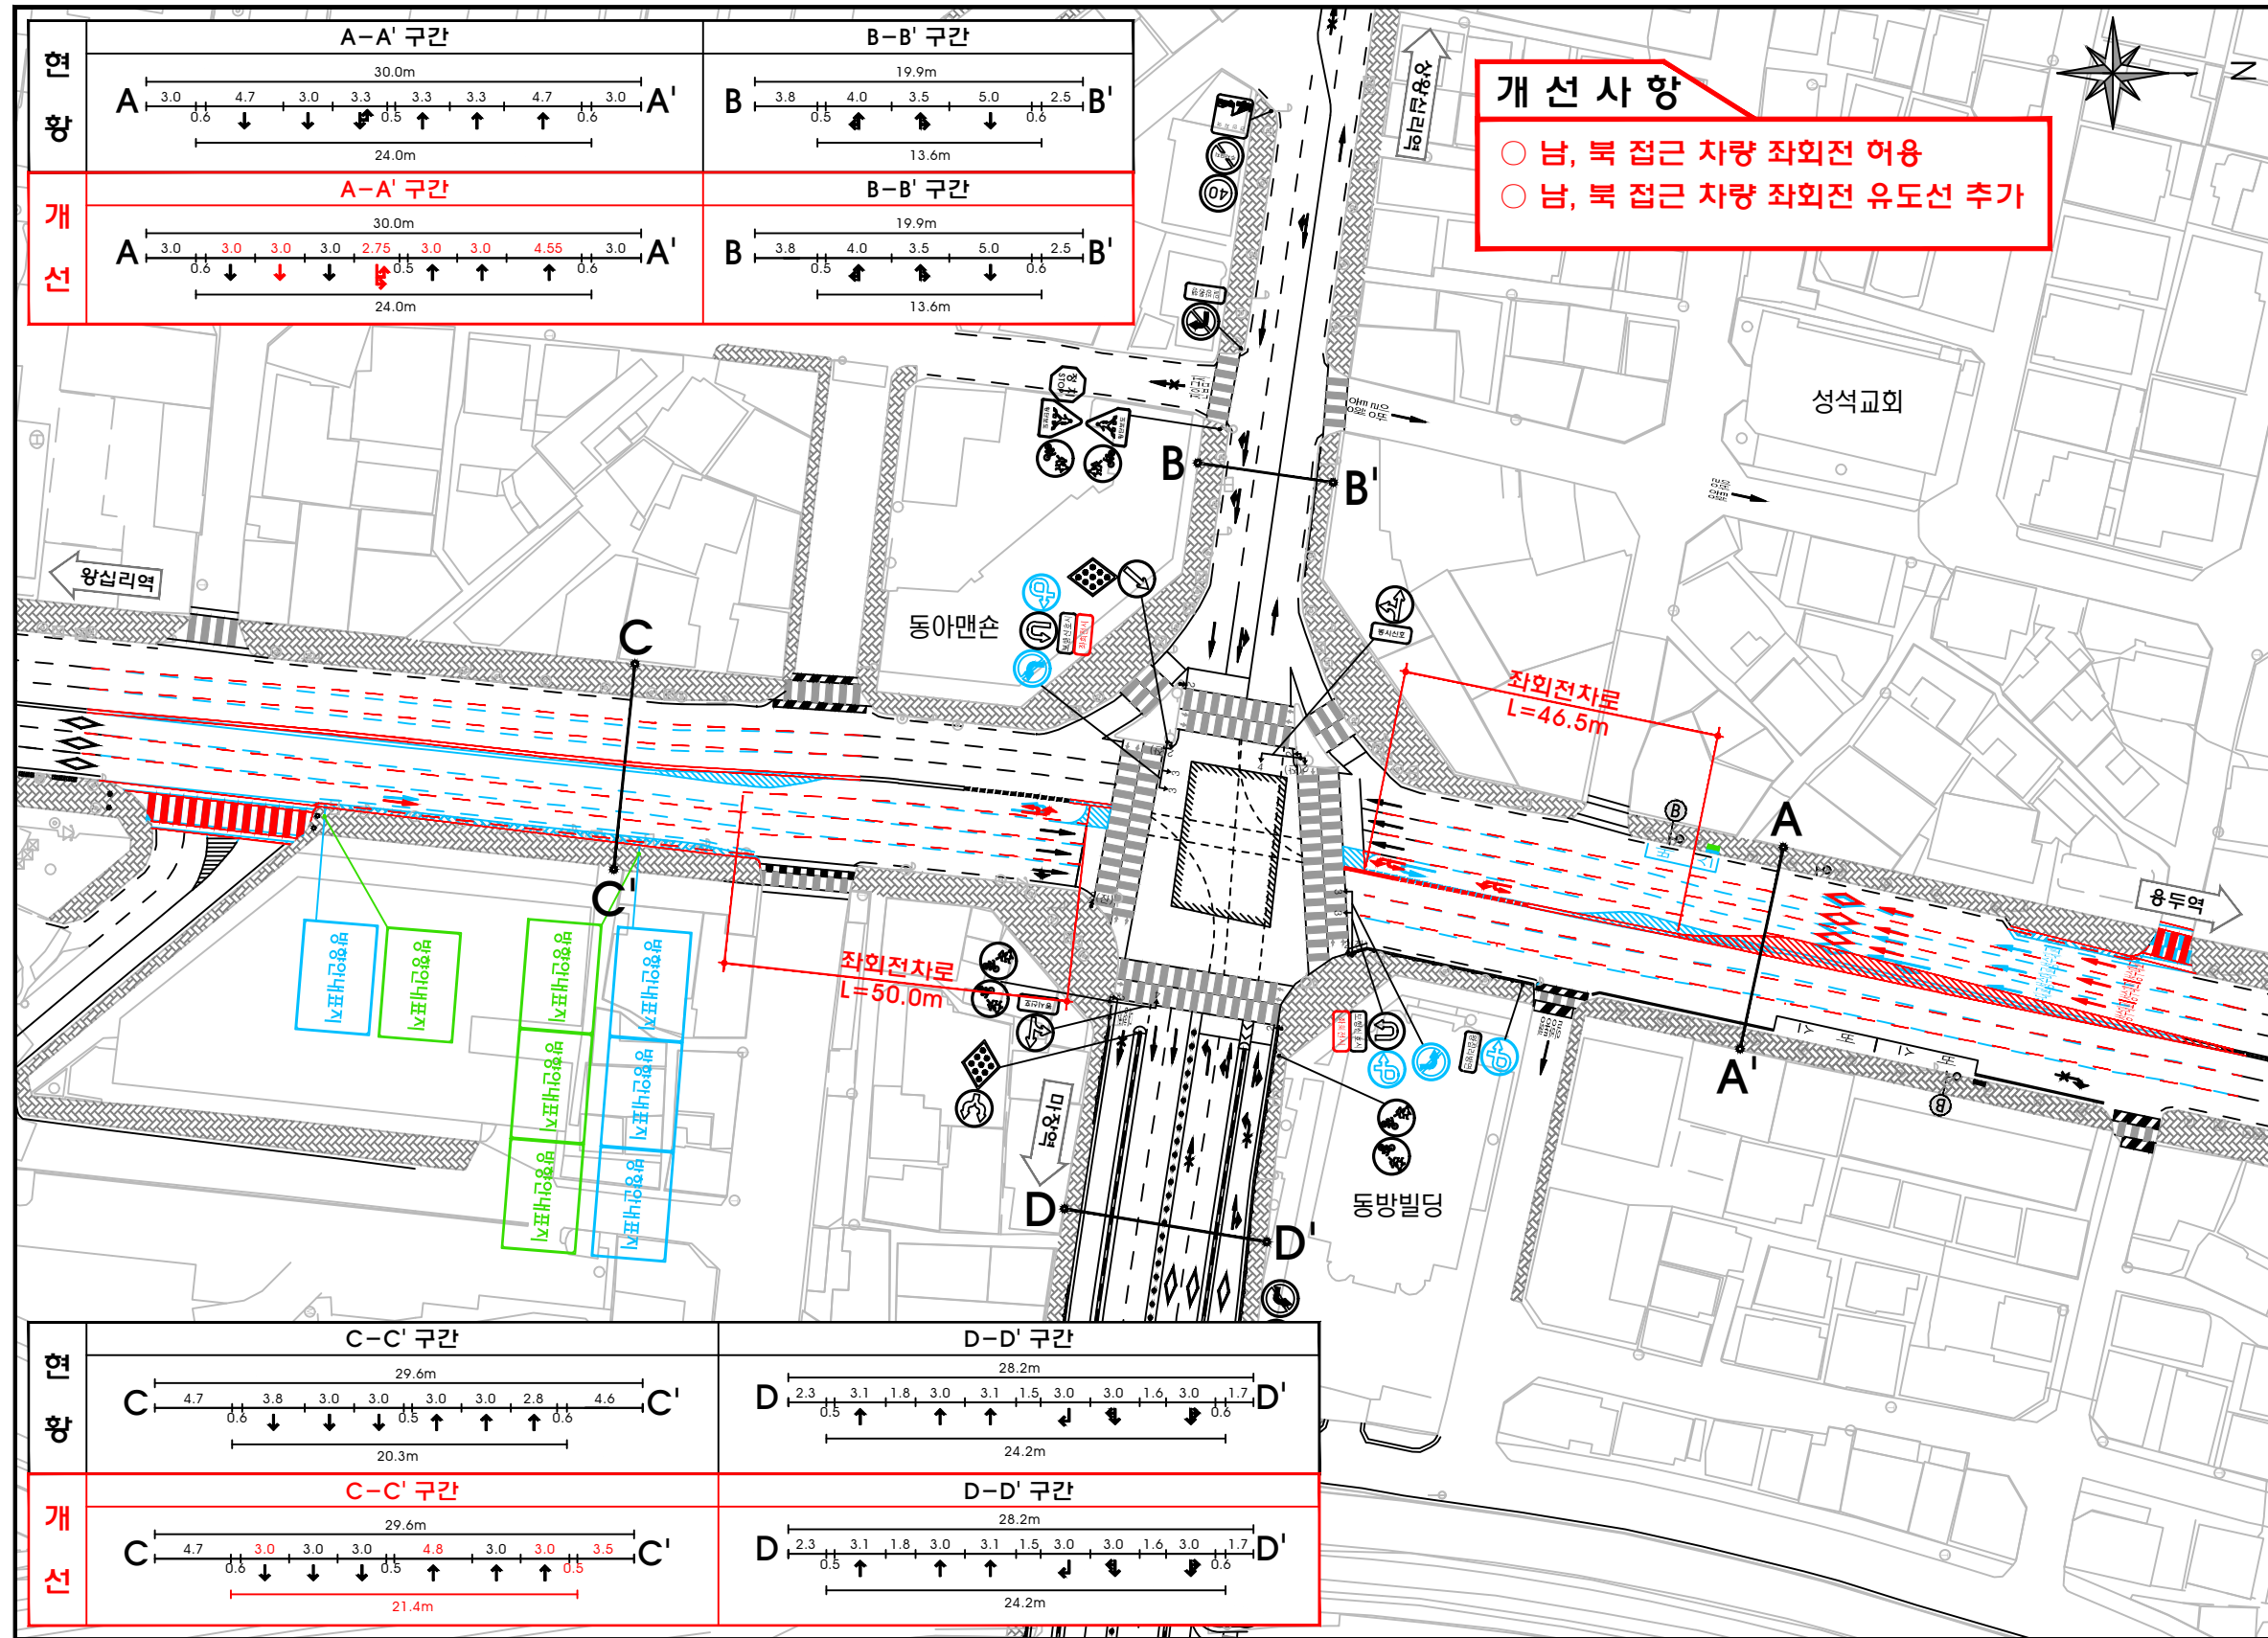 현황
A-A' 구간
B-B' 구간
30.0m
A 3.0 4.7 3.0 3.3 3.3 3.3 4.7 3.0 A'
0.6 0.5 0.6
24.0m
19.9m
B 3.8 4.0 3.5 5.0 2.5 B'
0.5 0.6
13.6m
개선
A-A' 구간
B-B' 구간
30.0m
A 3.0 3.0 3.0 3.0 2.75 3.0 3.0 4.55 3.0 A'
0.6 0.5 0.6
24.0m
19.9m
B 3.8 4.0 3.5 5.0 2.5 B'
0.5 0.6
13.6m
개선사항
○ 남, 북 접근 차량 좌회전 허용
○ 남, 북 접근 차량 좌회전 유도선 추가
N
상왕십리역
40
정지
STOP
성석교회
B
B'
왕십리역
동아맨숀
C
C'
동시신호
좌회전차로
L=46.5m
B
A
A'
용두역
좌회전차로
L=50.0m
방향안내표지
방향안내표지
방향안내표지
방향안내표지
방향안내표지
방향안내표지
방향안내표지
방향안내표지
마장역
D
D'
동방빌딩
B
현황
C-C' 구간
D-D' 구간
29.6m
C 4.7 3.8 3.0 3.0 3.0 3.0 2.8 4.6 C'
0.6 0.5 0.6
20.3m
28.2m
D 2.3 3.1 1.8 3.0 3.1 1.5 3.0 3.0 1.6 3.0 1.7 D'
0.5 0.6
24.2m
개선
C-C' 구간
D-D' 구간
29.6m
C 4.7 3.0 3.0 3.0 4.8 3.0 3.0 3.5 C'
0.6 0.5 0.5
21.4m
28.2m
D 2.3 3.1 1.8 3.0 3.1 1.5 3.0 3.0 1.6 3.0 1.7 D'
0.5 0.6
24.2m